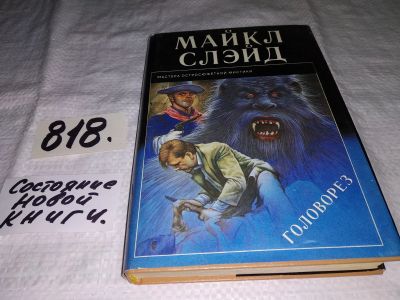 МАЙКЛ
СЛЭЙД
МАСТЕРА ОСТРОСЮЖЕТНОЙ МИСТИКИ
ГОЛОВОРЕЗ
818.
Состояние
новой
книги.